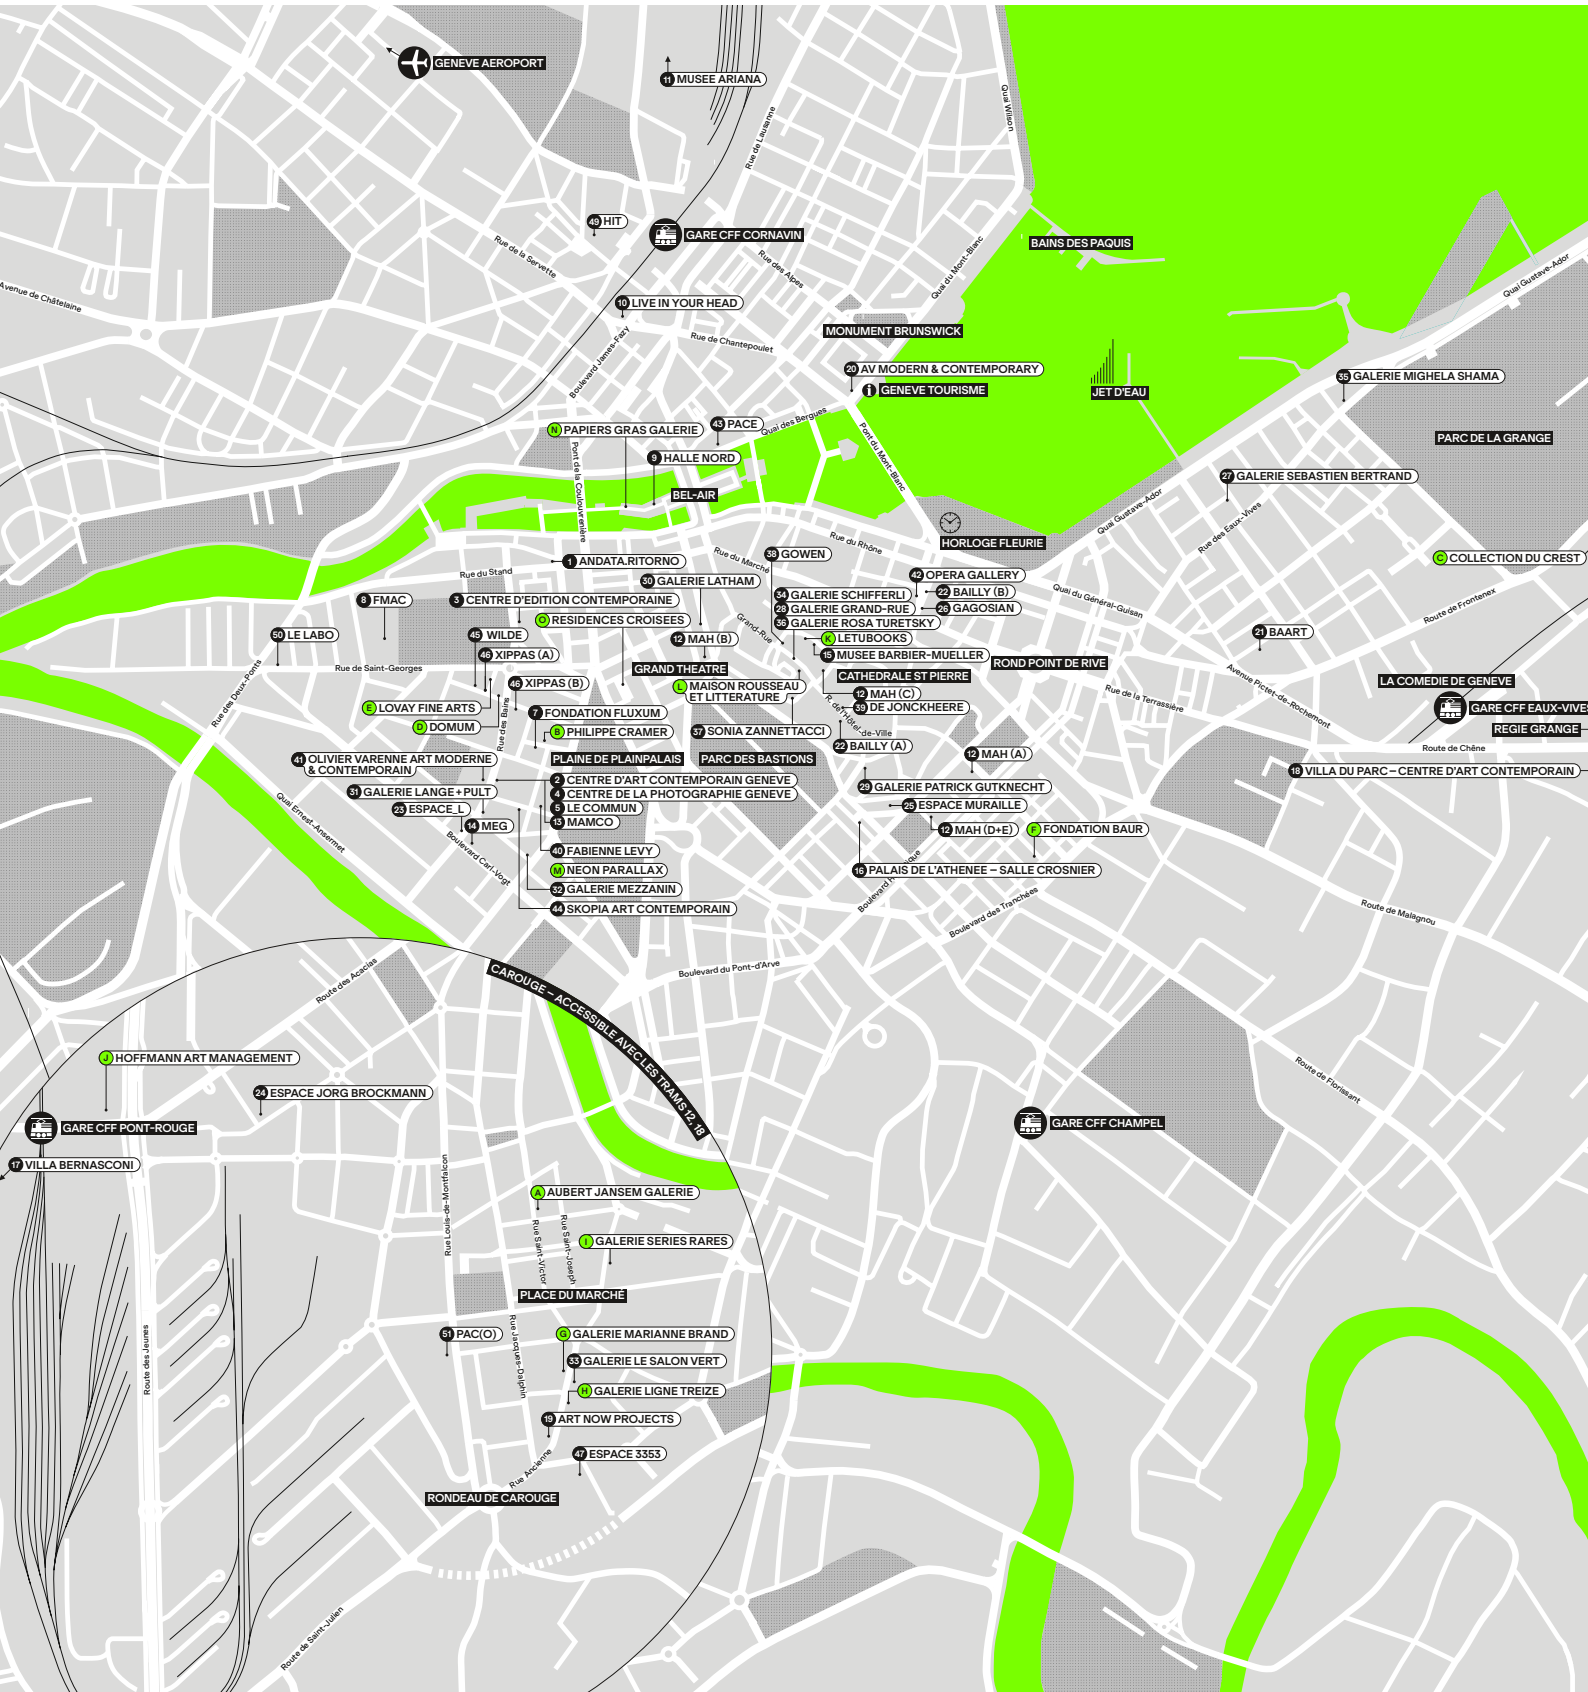 GENEVE AEROPORT
11 MUSEE ARIANA
Quai Wilson
Rue de Lausanne
49 HIT
GARE CFF CORNAVIN
BAINS DES PAQUIS
Rue de la Servette
Rue des Alpes
Quai du Mont-Blanc
Quai Gustave-Ador
Avenue de Châtelaine
10 LIVE IN YOUR HEAD
MONUMENT BRUNSWICK
Boulevard James-Fazy
Rue de Chantepoulet
20 AV MODERN & CONTEMPORARY
GENEVE TOURISME
JET D'EAU
35 GALERIE MIGHELA SHAMA
N PAPIERS GRAS GALERIE
43 PACE
Quai des Bergues
Pont du Mont-Blanc
PARC DE LA GRANGE
9 HALLE NORD
Pont de la Coulouvrenière
BEL-AIR
27 GALERIE SEBASTIEN BERTRAND
Quai Gustave-Ador
Rue des Eaux-Vives
HORLOGE FLEURIE
Rue du Rhône
Rue du Marché
38 GOWEN
C COLLECTION DU CREST
1 ANDATA.RITORNO
Rue du Stand
30 GALERIE LATHAM
42 OPERA GALLERY
22 BAILLY (B)
26 GAGOSIAN
Quai du Général-Guisan
Route de Frontenex
8 FMAC
3 CENTRE D'EDITION CONTEMPORAINE
34 GALERIE SCHIFFERLI
28 GALERIE GRAND-RUE
36 GALERIE ROSA TURETSKY
O RESIDENCES CROISEES
Grand-Rue
50 LE LABO
45 WILDE
12 MAH (B)
K LETUBOOKS
21 BAART
46 XIPPAS (A)
15 MUSEE BARBIER-MUELLER
ROND POINT DE RIVE
Rue de Saint-Georges
GRAND THEATRE
CATHEDRALE ST PIERRE
Avenue Pictet-de-Rochemont
LA COMEDIE DE GENEVE
Rue des Deux-Ponts
46 XIPPAS (B)
L MAISON ROUSSEAU
ET LITTERATURE
12 MAH (C)
39 DE JONCKHEERE
Rue de la Terrassière
GARE CFF EAUX-VIVES
E LOVAY FINE ARTS
7 FONDATION FLUXUM
R. de l'Hôtel-de-Ville
D DOMUM
Rue des Bains
B PHILIPPE CRAMER
37 SONIA ZANNETTACCI
REGIE GRANGE
22 BAILLY (A)
Route de Chêne
12 MAH (A)
41 OLIVIER VARENNE ART MODERNE
& CONTEMPORAIN
PLAINE DE PLAINPALAIS
PARC DES BASTIONS
18 VILLA DU PARC – CENTRE D'ART CONTEMPORAIN
2 CENTRE D'ART CONTEMPORAIN GENEVE
29 GALERIE PATRICK GUTKNECHT
31 GALERIE LANGE + PULT
4 CENTRE DE LA PHOTOGRAPHIE GENEVE
23 ESPACE_L
5 LE COMMUN
25 ESPACE MURAILLE
14 MEG
13 MAMCO
12 MAH (D+E)
F FONDATION BAUR
Quai Ernest-Ansermet
Boulevard Carl-Vogt
40 FABIENNE LEVY
M NEON PARALLAX
16 PALAIS DE L'ATHENEE – SALLE CROSNIER
32 GALERIE MEZZANIN
44 SKOPIA ART CONTEMPORAIN
Boulevard
Boulevard des Tranchées
Route de Malagnou
Route des Acacias
CAROUGE – ACCESSIBLE AVEC LES TRAMS 12, 18
Boulevard du Pont-d'Arve
J HOFFMANN ART MANAGEMENT
24 ESPACE JORG BROCKMANN
Route de Florissant
GARE CFF PONT-ROUGE
GARE CFF CHAMPEL
17 VILLA BERNASCONI
Rue Louis-de-Montfalcon
A AUBERT JANSEM GALERIE
Rue Saint-Victor
Rue Saint-Joseph
I GALERIE SERIES RARES
PLACE DU MARCHÉ
51 PAC(O)
Rue Jacques-Dalphin
G GALERIE MARIANNE BRAND
Route des Jeunes
33 GALERIE LE SALON VERT
H GALERIE LIGNE TREIZE
19 ART NOW PROJECTS
47 ESPACE 3353
Rue Ancienne
RONDEAU DE CAROUGE
Route de Saint-Julien